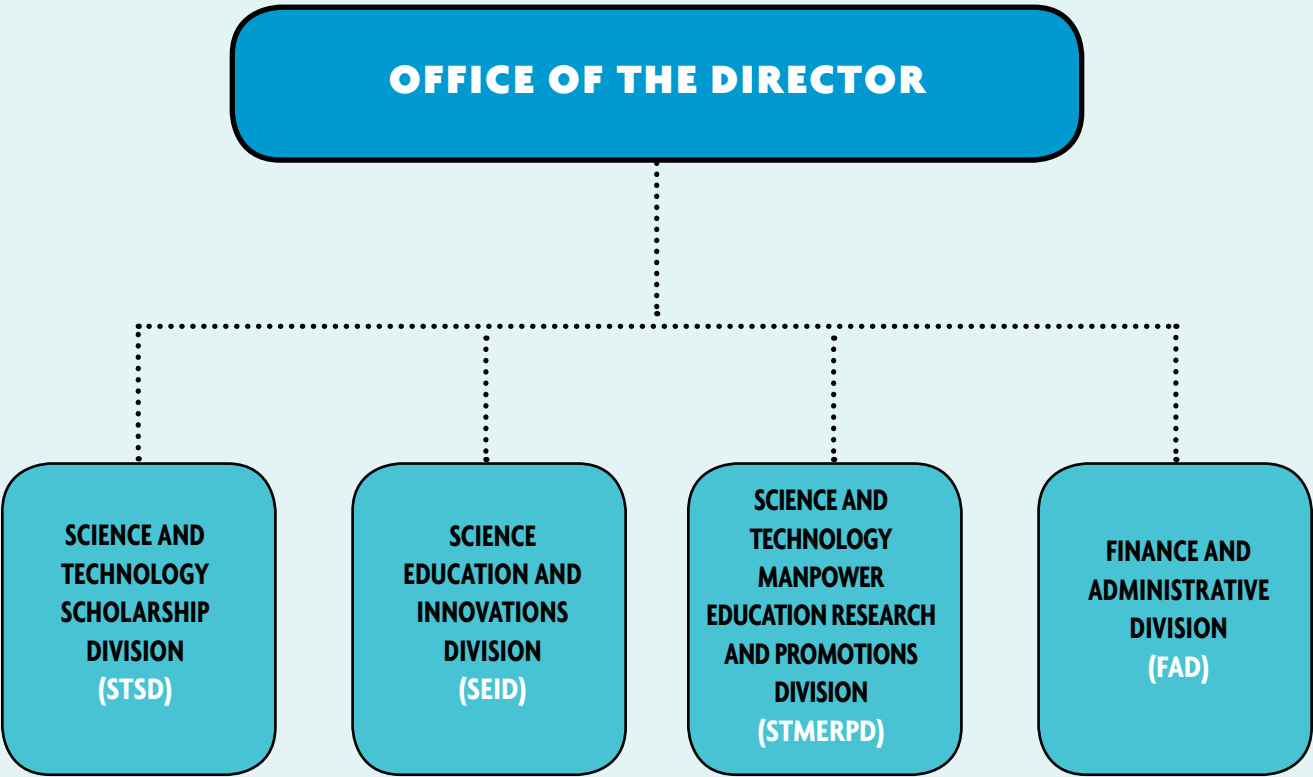 OFFICE OF THE DIRECTOR
SCIENCE AND
TECHNOLOGY
SCHOLARSHIP
DIVISION
(STSD)
SCIENCE
EDUCATION AND
INNOVATIONS
DIVISION
(SEID)
SCIENCE AND
TECHNOLOGY
MANPOWER
EDUCATION RESEARCH
AND PROMOTIONS
DIVISION
(STMERPD)
FINANCE AND
ADMINISTRATIVE
DIVISION
(FAD)